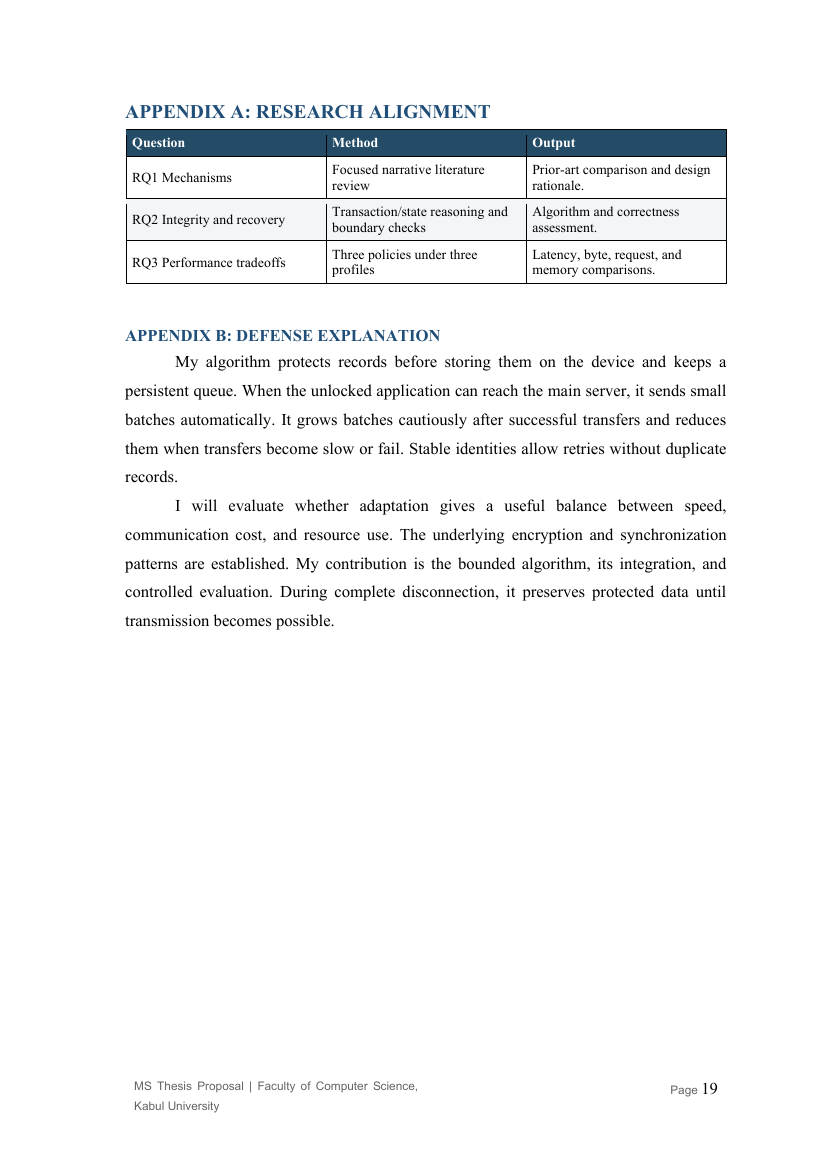 APPENDIX A: RESEARCH ALIGNMENT
Question Method Output
RQ1 Mechanisms
Focused narrative literature
review
Prior-art comparison and design
rationale.
RQ2 Integrity and recovery
Transaction/state reasoning and
boundary checks
Algorithm and correctness
assessment.
RQ3 Performance tradeoffs
Three policies under three
profiles
Latency, byte, request, and
memory comparisons.
APPENDIX B: DEFENSE EXPLANATION
My algorithm protects records before storing them on the device and keeps a
persistent queue. When the unlocked application can reach the main server, it sends small
batches automatically. It grows batches cautiously after successful transfers and reduces
them when transfers become slow or fail. Stable identities allow retries without duplicate
records.
I will evaluate whether adaptation gives a useful balance between speed,
communication cost, and resource use. The underlying encryption and synchronization
patterns are established. My contribution is the bounded algorithm, its integration, and
controlled evaluation. During complete disconnection, it preserves protected data until
transmission becomes possible.
MS Thesis Proposal | Faculty of Computer Science,
Kabul University
Page 19